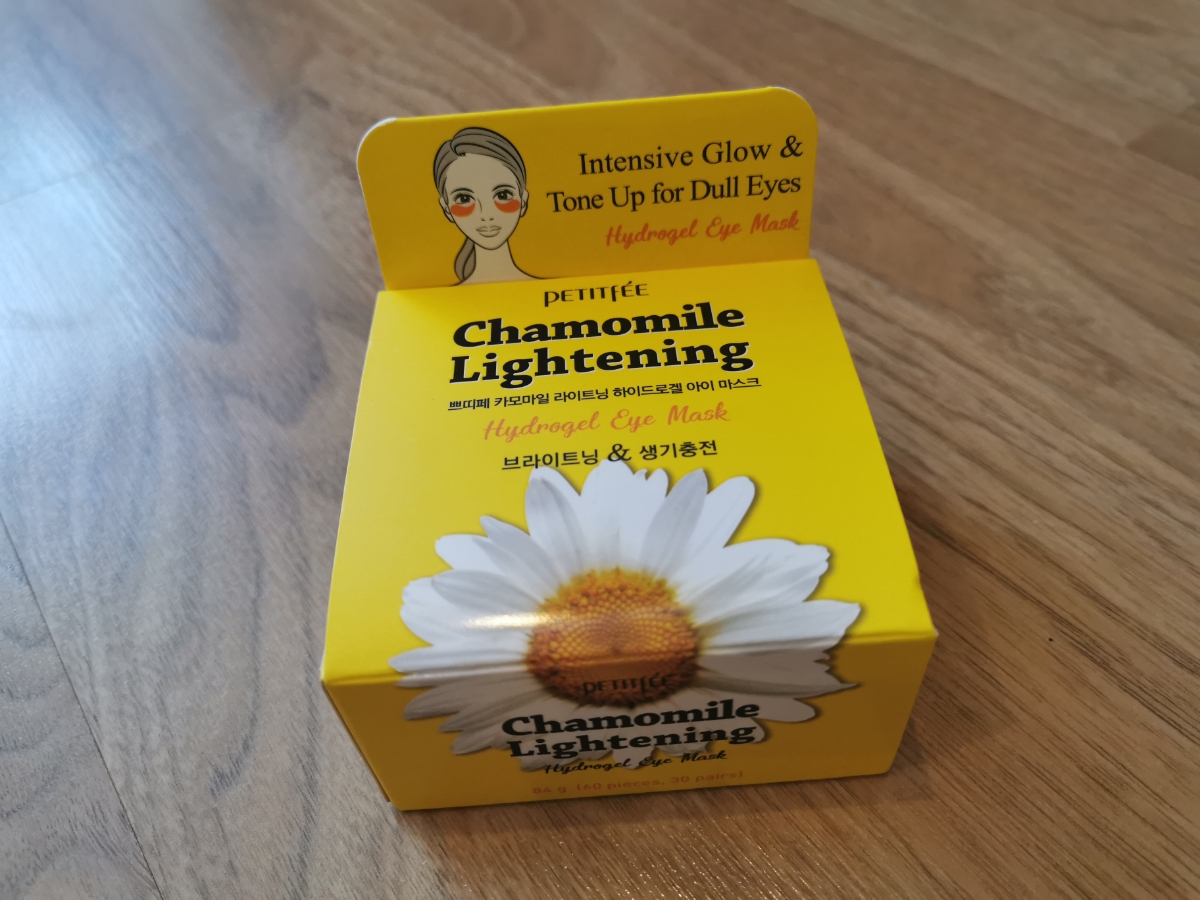 Intensive Glow &
Tone Up for Dull Eyes
Hydrogel Eye Mask
PETITFÉE
Chamomile
Lightening
쁘띠페 카모마일 라이트닝 하이드로겔 아이 마스크
Hydrogel Eye Mask
브라이트닝 & 생기충전
PETITFÉE
Chamomile
Lightening
Hydrogel Eye Mask
84 g (60 pieces, 30 pairs)